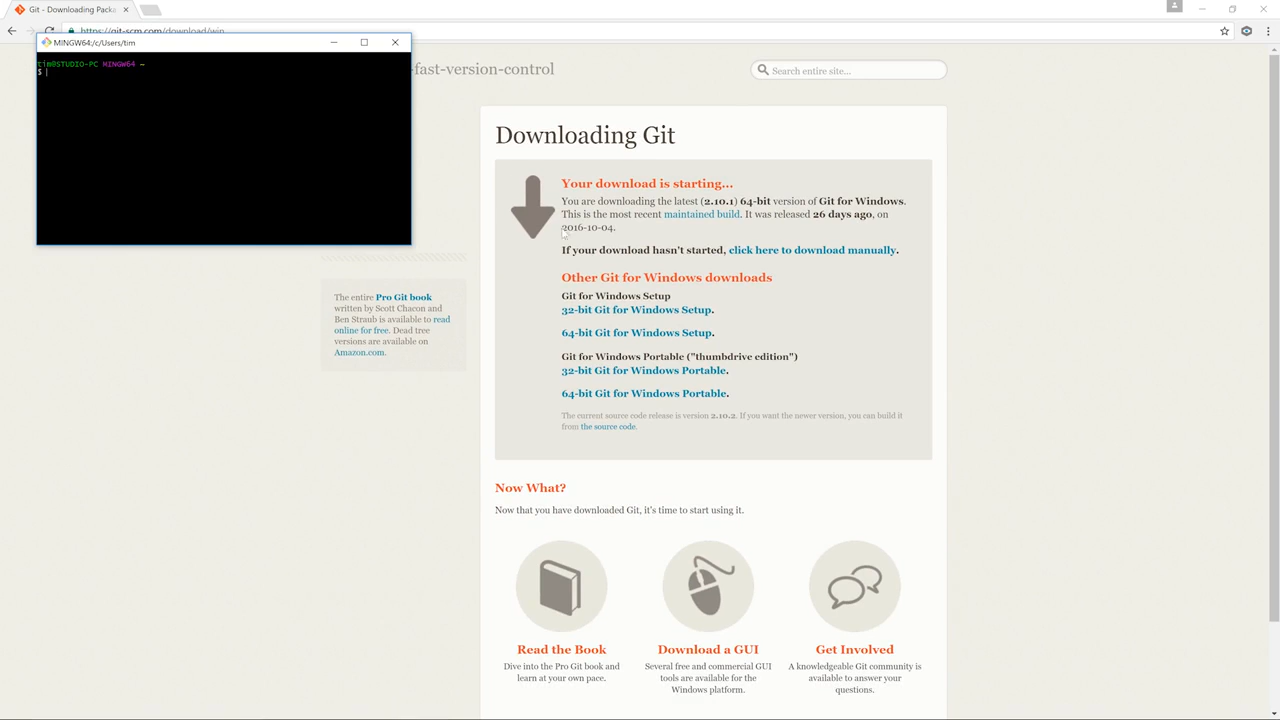 Git - Downloading Pack
https://git-scm.com/download/win
MINGW64:/c/Users/tim
tim@STUDIO-PC MINGW64 ~
$
-fast-version-control
Search entire site...
Downloading Git
Your download is starting...
You are downloading the latest (2.10.1) 64-bit version of Git for Windows.
This is the most recent maintained build. It was released 26 days ago, on
2016-10-04.
If your download hasn't started, click here to download manually.
Other Git for Windows downloads
Git for Windows Setup
32-bit Git for Windows Setup.
64-bit Git for Windows Setup.
Git for Windows Portable ("thumbdrive edition")
32-bit Git for Windows Portable.
64-bit Git for Windows Portable.
The current source code release is version 2.10.2. If you want the newer version, you can build it
from the source code.
The entire Pro Git book
written by Scott Chacon and
Ben Straub is available to read
online for free. Dead tree
versions are available on
Amazon.com.
Now What?
Now that you have downloaded Git, it's time to start using it.
Read the Book
Dive into the Pro Git book and
learn at your own pace.
Download a GUI
Several free and commercial GUI
tools are available for the
Windows platform.
Get Involved
A knowledgeable Git community is
available to answer your
questions.